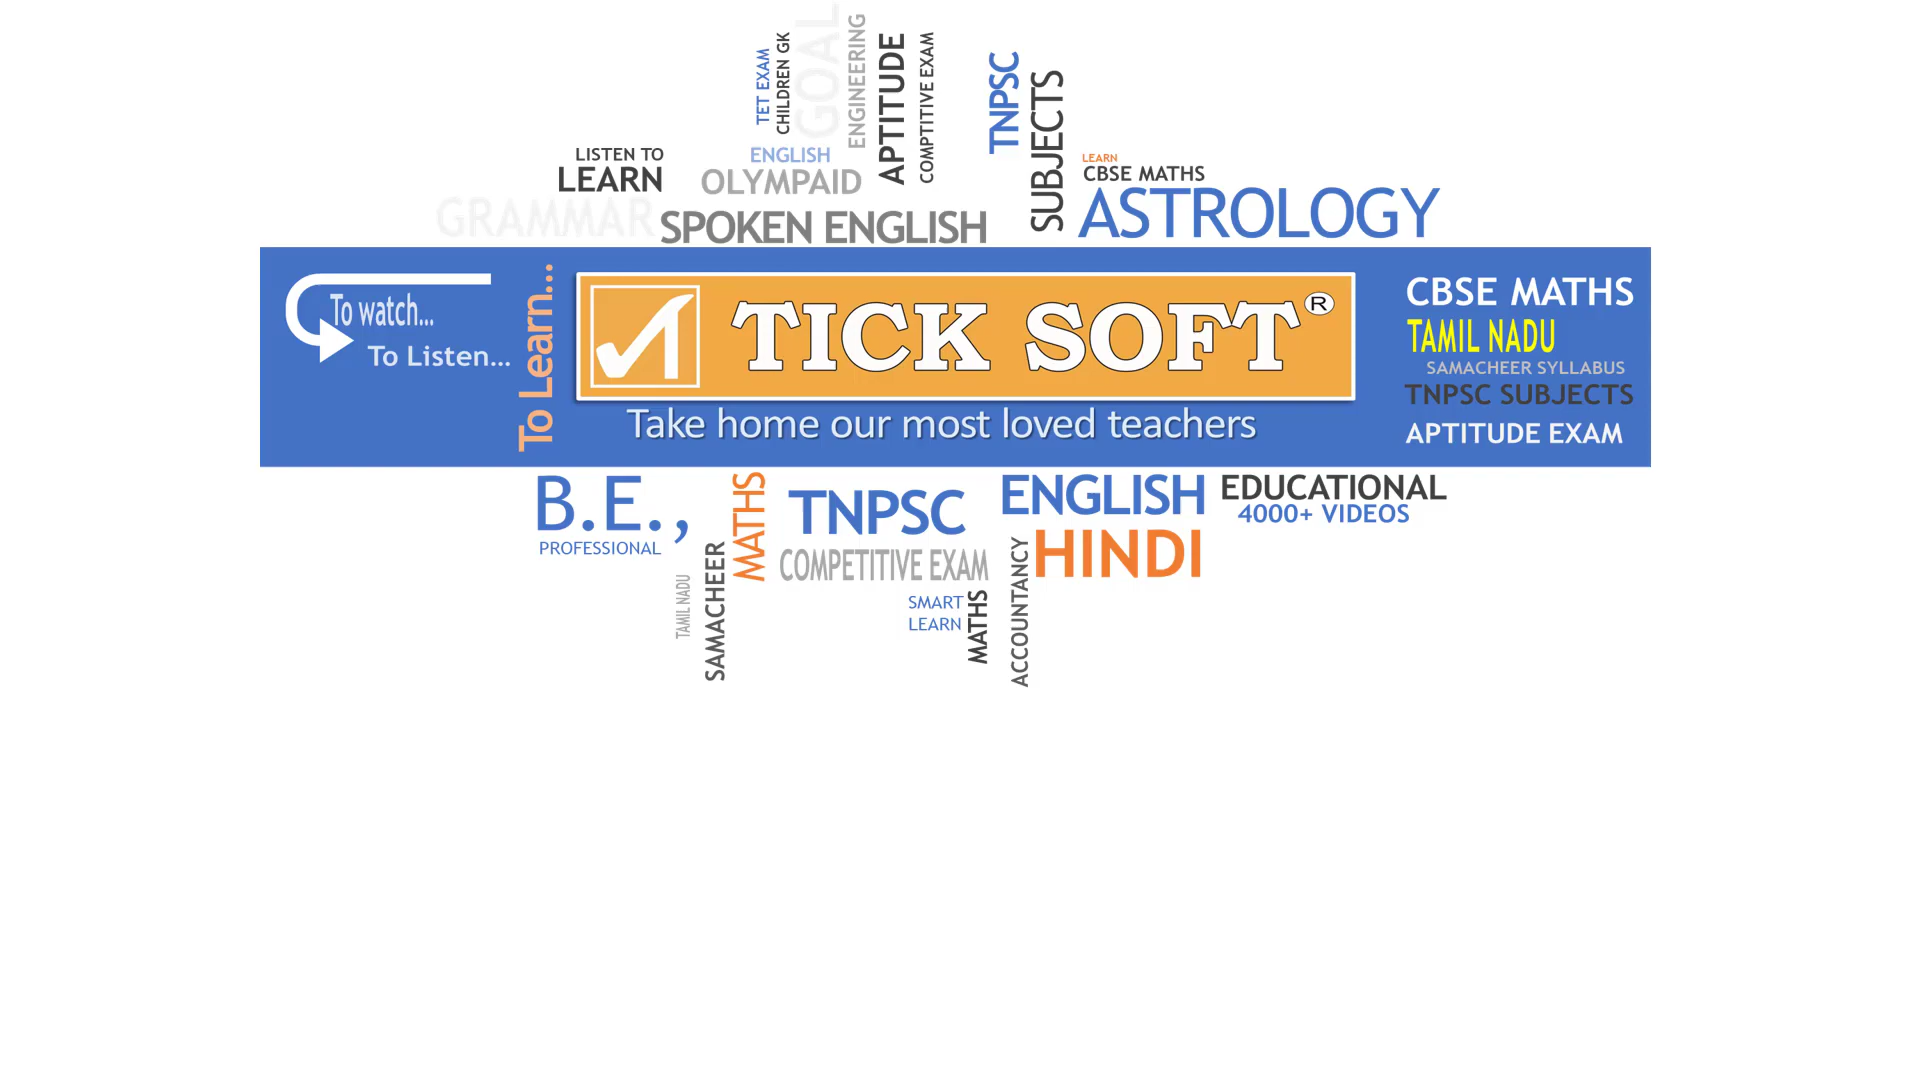 TET EXAM
CHILDREN GK
GOAL
ENGINEERING
APTITUDE
COMPTITIVE EXAM
TNPSC
SUBJECTS
LISTEN TO
LEARN
ENGLISH
OLYMPAID
LEARN
CBSE MATHS
ASTROLOGY
GRAMMAR
SPOKEN ENGLISH
To watch...
To Listen...
To Learn...
TICK SOFT®
Take home our most loved teachers
CBSE MATHS
TAMIL NADU
SAMACHEER SYLLABUS
TNPSC SUBJECTS
APTITUDE EXAM
B.E.,
PROFESSIONAL
TAMIL NADU
SAMACHEER
MATHS
TNPSC
COMPETITIVE EXAM
SMART
LEARN
MATHS
ACCOUNTANCY
ENGLISH
HINDI
EDUCATIONAL
4000+ VIDEOS